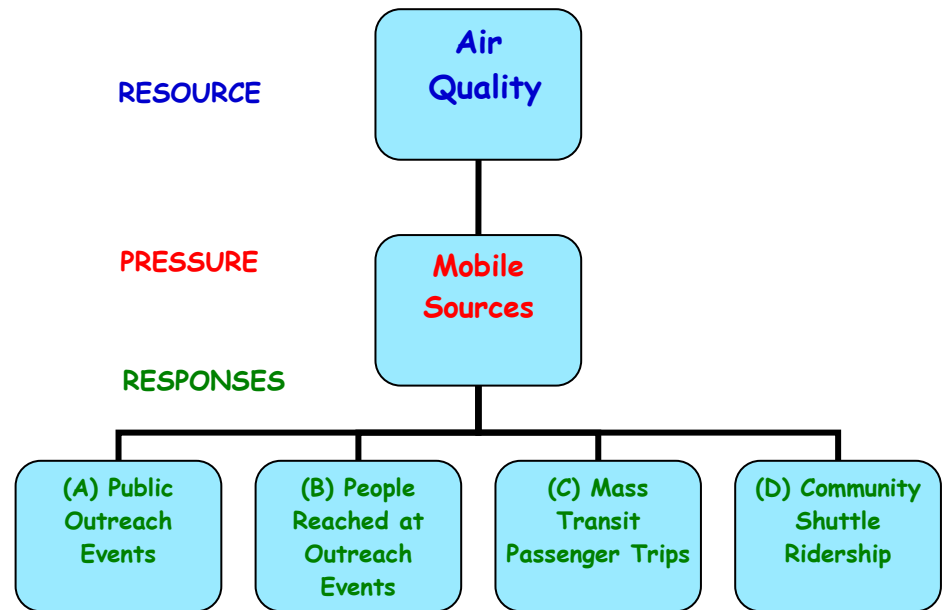 RESOURCE
Air
Quality
PRESSURE
Mobile
Sources
RESPONSES
(A) Public
Outreach
Events
(B) People
Reached at
Outreach
Events
(C) Mass
Transit
Passenger Trips
(D) Community
Shuttle
Ridership